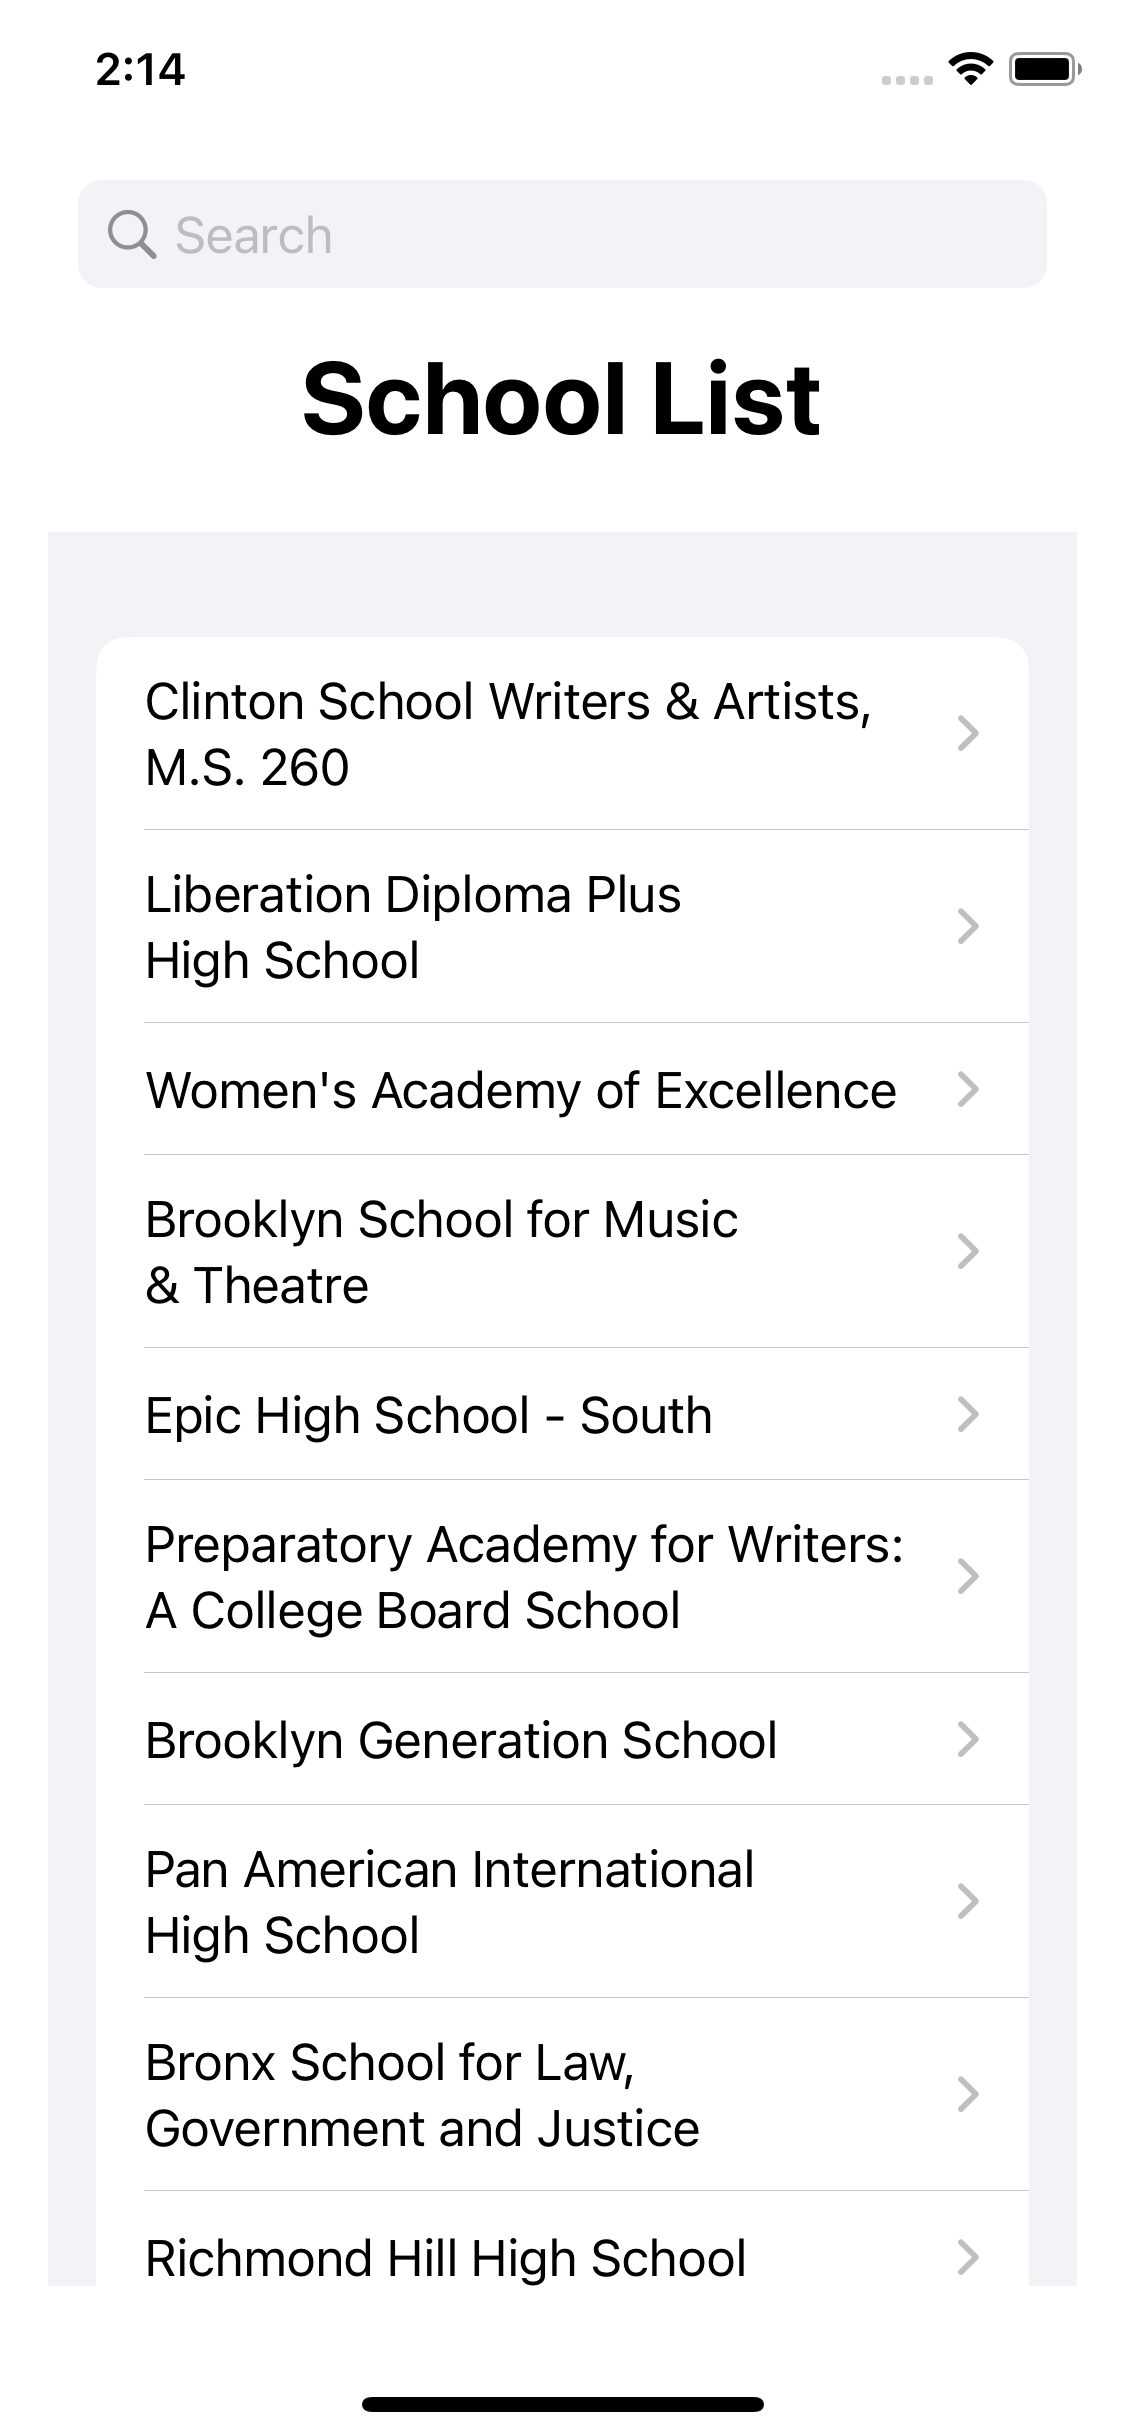 2:14
Search
School List
Clinton School Writers & Artists,
M.S. 260
Liberation Diploma Plus
High School
Women's Academy of Excellence
Brooklyn School for Music
& Theatre
Epic High School - South
Preparatory Academy for Writers:
A College Board School
Brooklyn Generation School
Pan American International
High School
Bronx School for Law,
Government and Justice
Richmond Hill High School